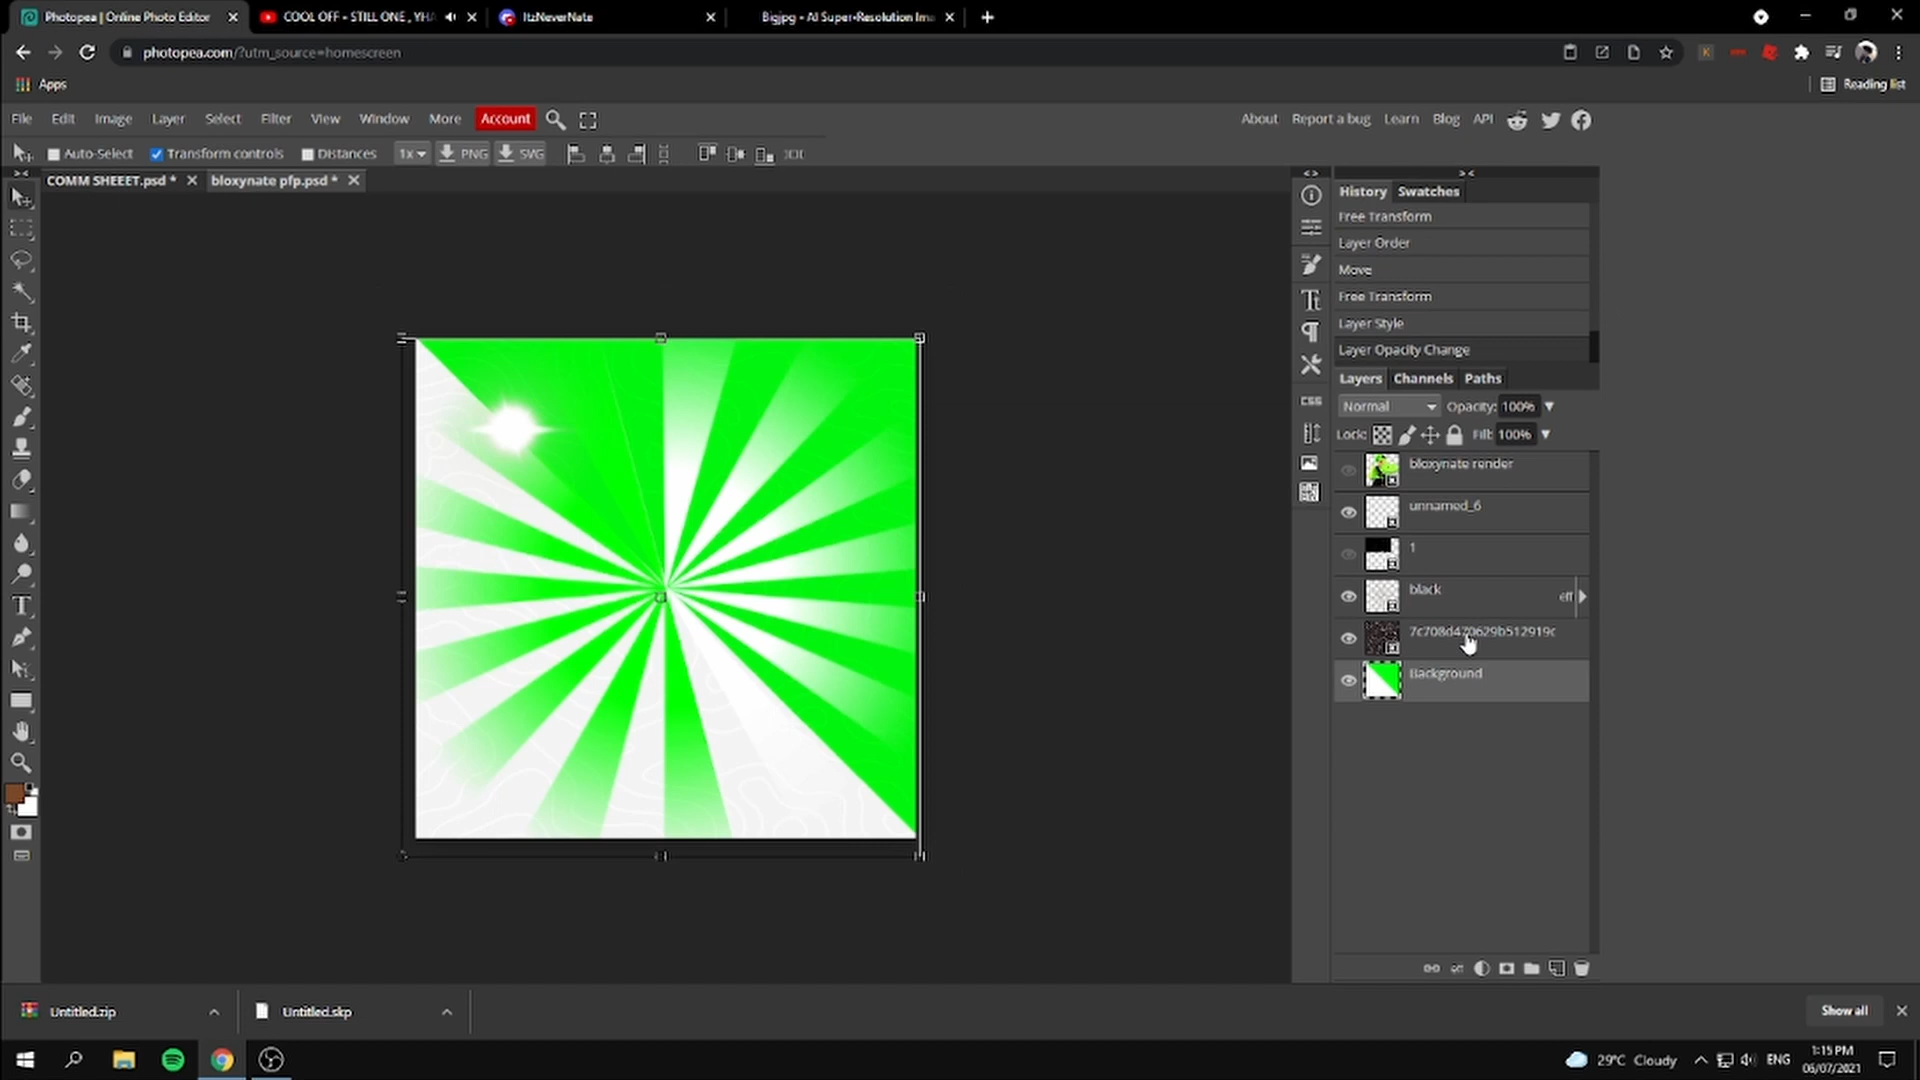 Photopea | Online Photo Editor
COOL OFF - STILL ONE , YHA
ItzNeverNate
Bigjpg - AI Super-Resolution Im
photopea.com/?utm_source=homescreen
Apps
Reading list
File Edit Image Layer Select Filter View Window More Account
About Report a bug Learn Blog API
Auto-Select Transform controls Distances 1x PNG SVG
COMM SHEEET.psd * bloxynate pfp.psd *
History Swatches
Free Transform
Layer Order
Move
Free Transform
Layer Style
Layer Opacity Change
Layers Channels Paths
Normal Opacity: 100%
Lock: Fill: 100%
bloxynate render
unnamed_6
1
black eff
7c708d470629b512919c
Background
CSS
eff
Untitled.zip
Untitled.skp
Show all
29°C Cloudy
ENG
1:15 PM
06/07/2021